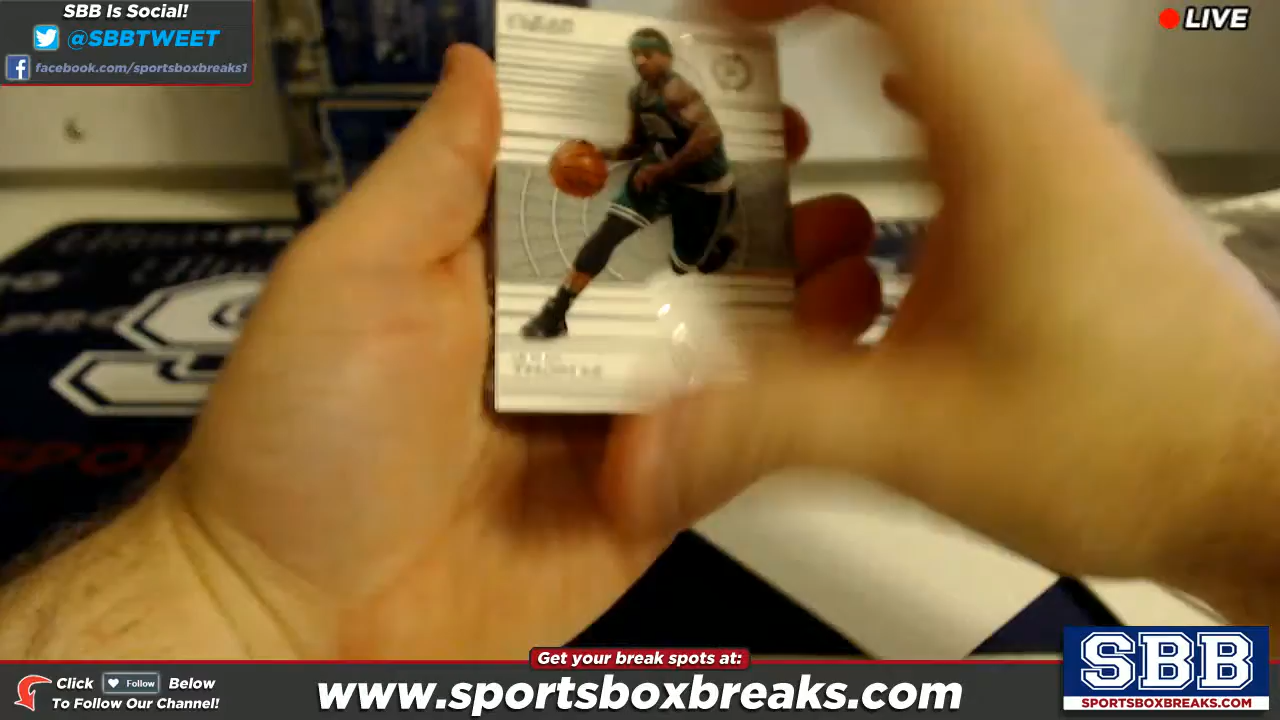 SBB Is Social!
@SBBTWEET
facebook.com/sportsboxbreaks1
LIVE
THOMAS
Get your break spots at:
Click Follow Below
To Follow Our Channel!
www.sportsboxbreaks.com
SBB
SPORTSBOXBREAKS.COM